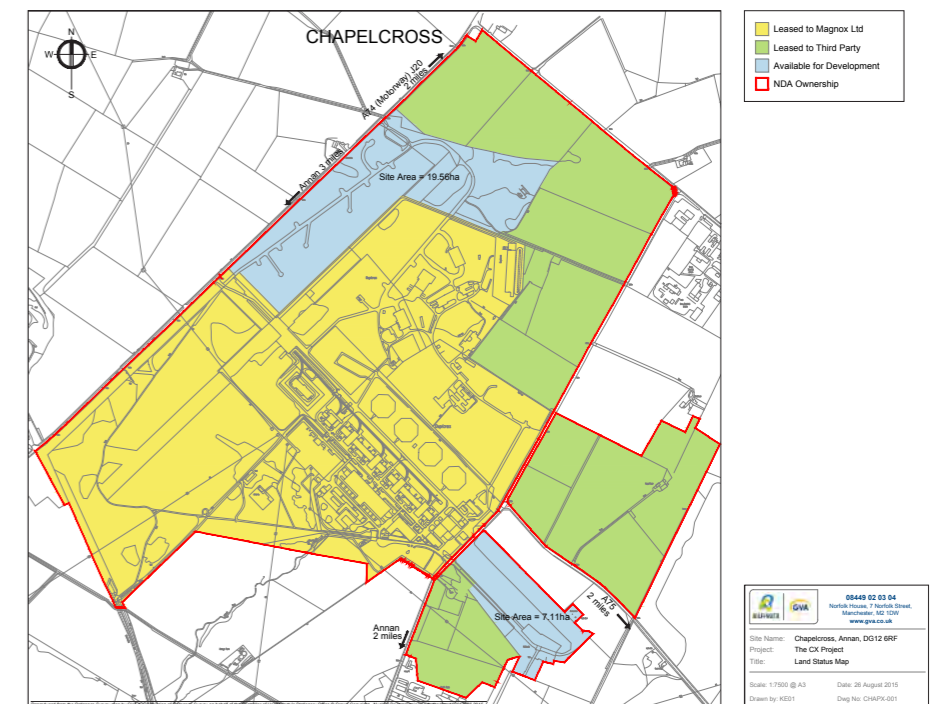 CHAPELCROSS
N
W
E
S
A74 (Motorway) J20
2 miles
Annan 3 miles
Site Area = 19.56ha
Site Area = 7.11ha
A75
2 miles
Annan
2 miles
Leased to Magnox Ltd
Leased to Third Party
Available for Development
NDA Ownership
GVA
08449 02 03 04
Norfolk House, 7 Norfolk Street,
Manchester, M2 1DW
www.gva.co.uk
Site Name: Chapelcross, Annan, DG12 6RF
Project: The CX Project
Title: Land Status Map
Scale: 1:7500 @ A3
Date: 26 August 2015
Drawn by: KE01
Dwg No: CHAPX-001